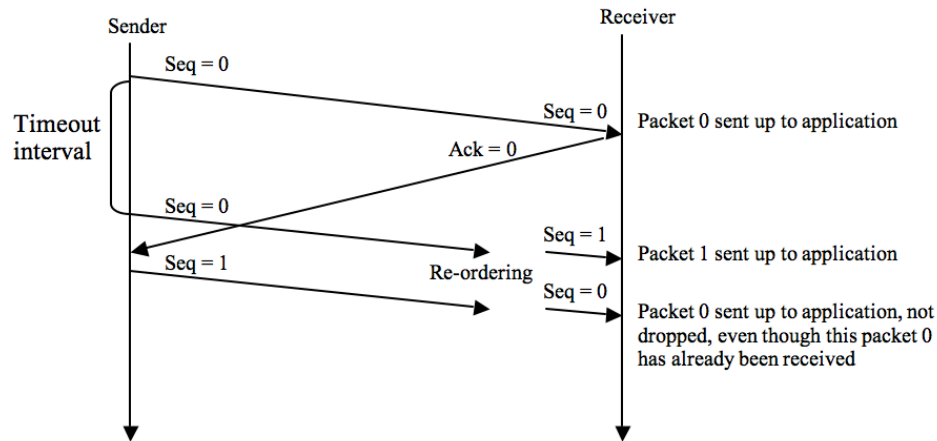 Sender
Receiver
Seq = 0
Timeout
interval
Seq = 0
Packet 0 sent up to application
Ack = 0
Seq = 0
Seq = 1
Packet 1 sent up to application
Seq = 1
Re-ordering
Seq = 0
Packet 0 sent up to application, not
dropped, even though this packet 0
has already been received